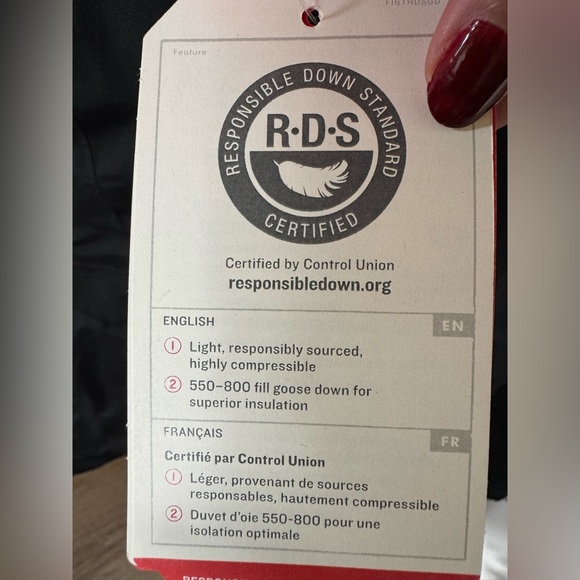 Feature
RESPONSIBLE DOWN STANDARD
R·D·S
CERTIFIED
Certified by Control Union
responsibledown.org
ENGLISH
EN
1 Light, responsibly sourced,
highly compressible
2 550–800 fill goose down for
superior insulation
FRANÇAIS
FR
Certifié par Control Union
1 Léger, provenant de sources
responsables, hautement compressible
2 Duvet d'oie 550-800 pour une
isolation optimale